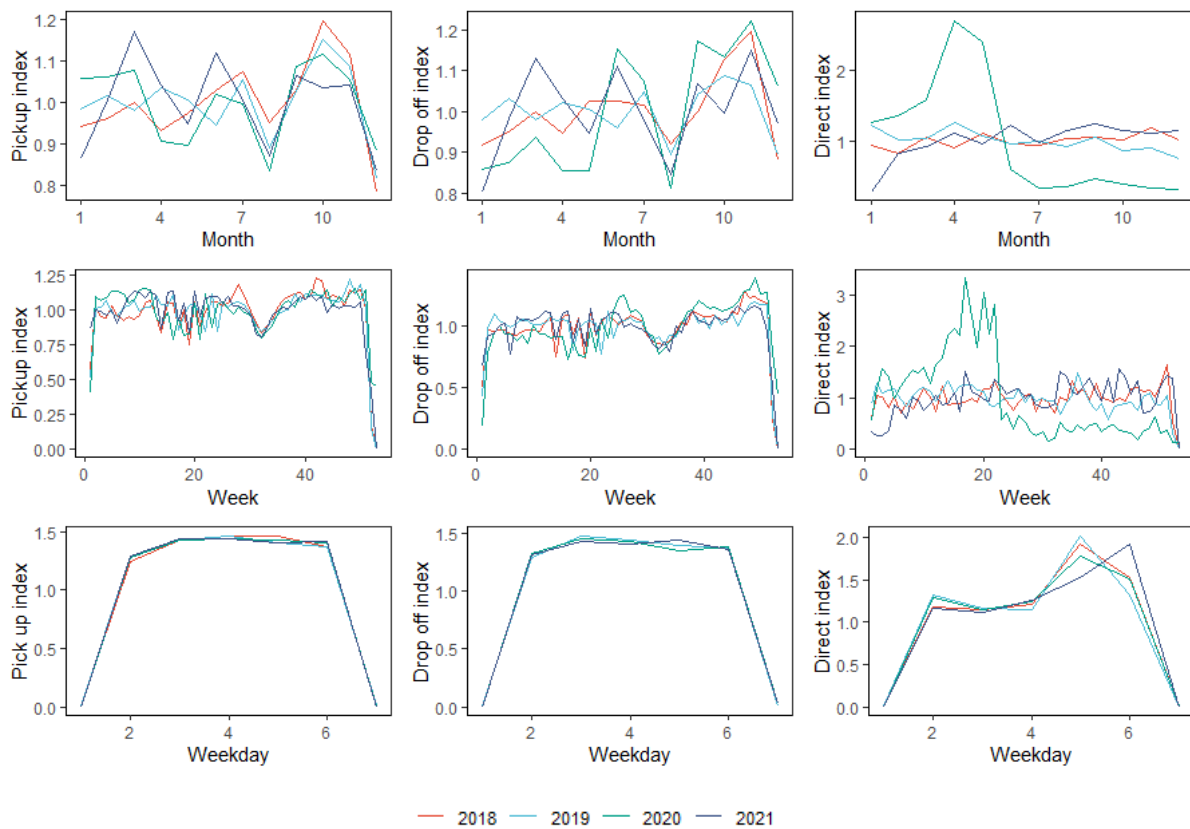 Pickup index
1.2
1.1
1.0
0.9
0.8
1 4 7 10
Month
Drop off index
1.2
1.1
1.0
0.9
0.8
1 4 7 10
Month
Direct index
2
1
1 4 7 10
Month
Pickup index
1.25
1.00
0.75
0.50
0.25
0.00
0 20 40
Week
Drop off index
1.0
0.5
0.0
0 20 40
Week
Direct index
3
2
1
0
0 20 40
Week
Pick up index
1.5
1.0
0.5
0.0
2 4 6
Weekday
Drop off index
1.5
1.0
0.5
0.0
2 4 6
Weekday
Direct index
2.0
1.5
1.0
0.5
0.0
2 4 6
Weekday
2018 2019 2020 2021